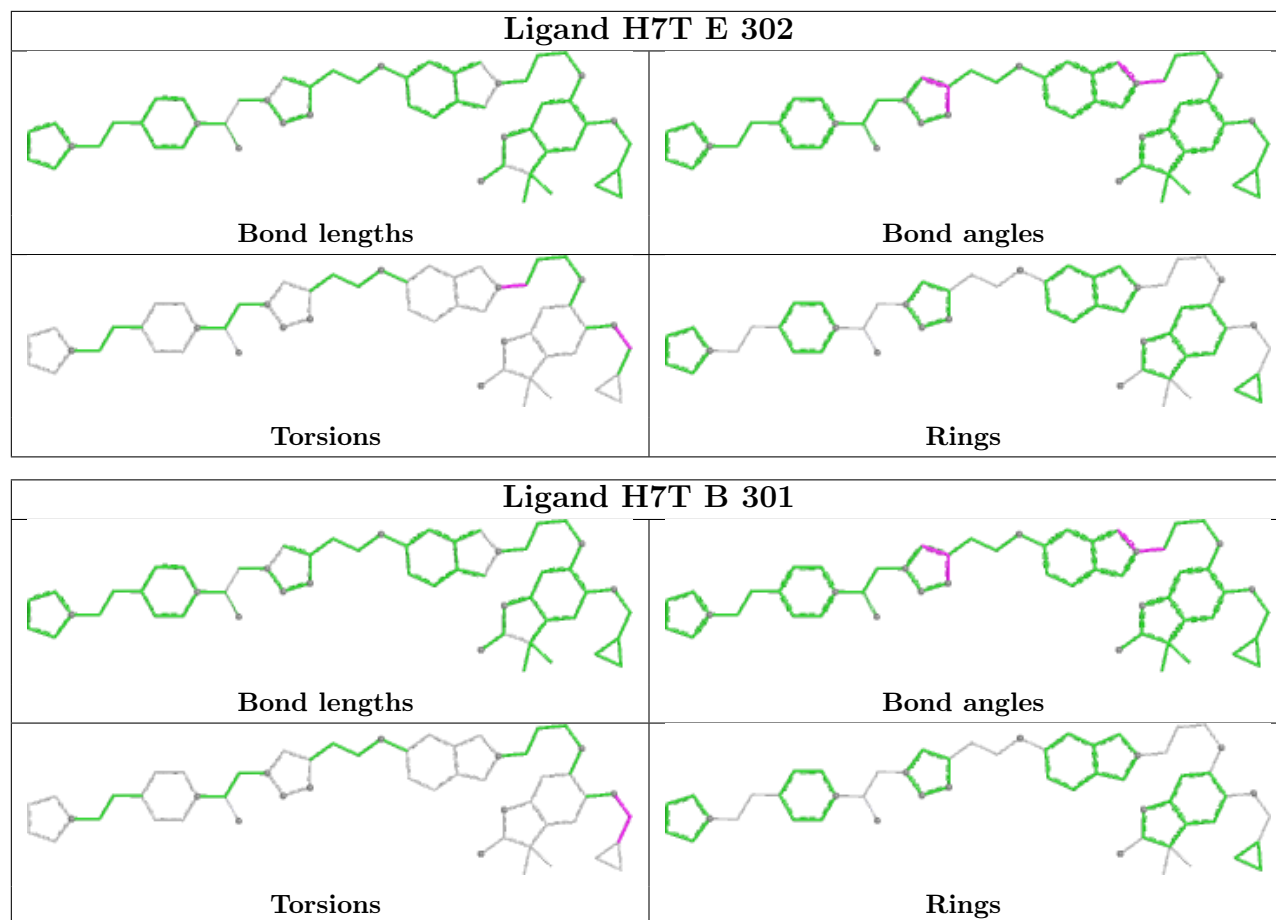 Ligand H7T E 302
Bond lengths
Bond angles
Torsions
Rings
Ligand H7T B 301
Bond lengths
Bond angles
Torsions
Rings